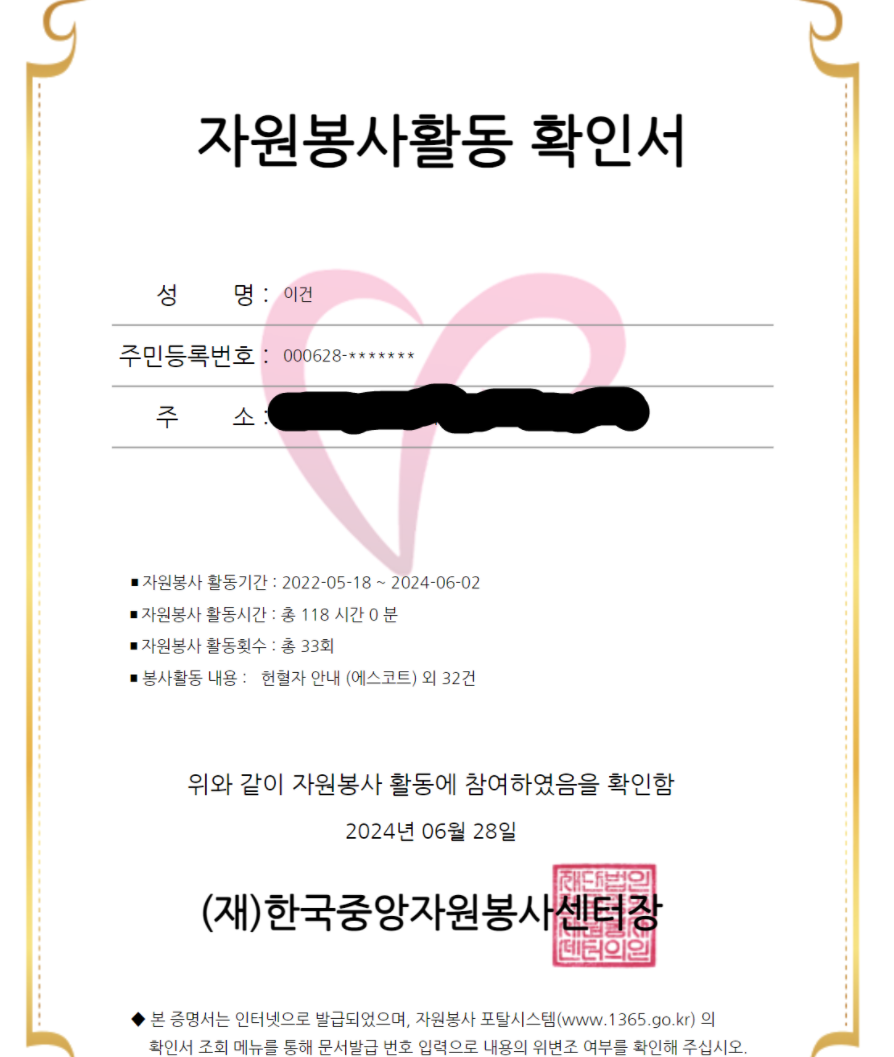 자원봉사활동 확인서
성 명 : 이건
주민등록번호 : 000628-*******
주 소 :
■ 자원봉사 활동기간 : 2022-05-18 ~ 2024-06-02
■ 자원봉사 활동시간 : 총 118 시간 0 분
■ 자원봉사 활동횟수 : 총 33회
■ 봉사활동 내용 : 헌혈자 안내 (에스코트) 외 32건
위와 같이 자원봉사 활동에 참여하였음을 확인함
2024년 06월 28일
(재)한국중앙자원봉사센터장
◆ 본 증명서는 인터넷으로 발급되었으며, 자원봉사 포탈시스템(www.1365.go.kr) 의
확인서 조회 메뉴를 통해 문서발급 번호 입력으로 내용의 위변조 여부를 확인해 주십시오.